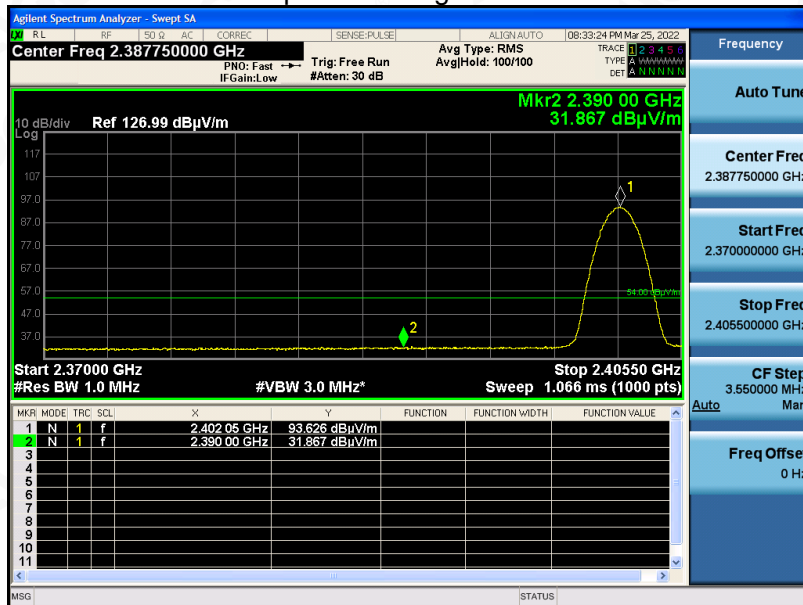 Agilent Spectrum Analyzer - Swept SA
LXI RL RF 50 Ω AC CORREC SENSE:PULSE ALIGN AUTO 08:33:24 PM Mar 25, 2022
Center Freq 2.387750000 GHz
PNO: Fast
IFGain:Low
Trig: Free Run
#Atten: 30 dB
Avg Type: RMS
Avg|Hold: 100/100
TRACE 1 2 3 4 5 6
TYPE A WWWWW
DET A N N N N N
Mkr2 2.390 00 GHz
31.867 dBµV/m
10 dB/div
Log
Ref 126.99 dBµV/m
117
107
97.0
87.0
77.0
67.0
57.0
47.0
37.0
1
54.00 dBµV/m
2
Start 2.37000 GHz Stop 2.40550 GHz
#Res BW 1.0 MHz #VBW 3.0 MHz* Sweep 1.066 ms (1000 pts)
MKR MODE TRC SCL X Y FUNCTION FUNCTION WIDTH FUNCTION VALUE
1 N 1 f 2.402 05 GHz 93.626 dBµV/m
2 N 1 f 2.390 00 GHz 31.867 dBµV/m
3
4
5
6
7
8
9
10
11
MSG STATUS
Frequency
Auto Tune
Center Freq
2.387750000 GHz
Start Freq
2.370000000 GHz
Stop Freq
2.405500000 GHz
CF Step
3.550000 MHz
Auto Man
Freq Offset
0 Hz